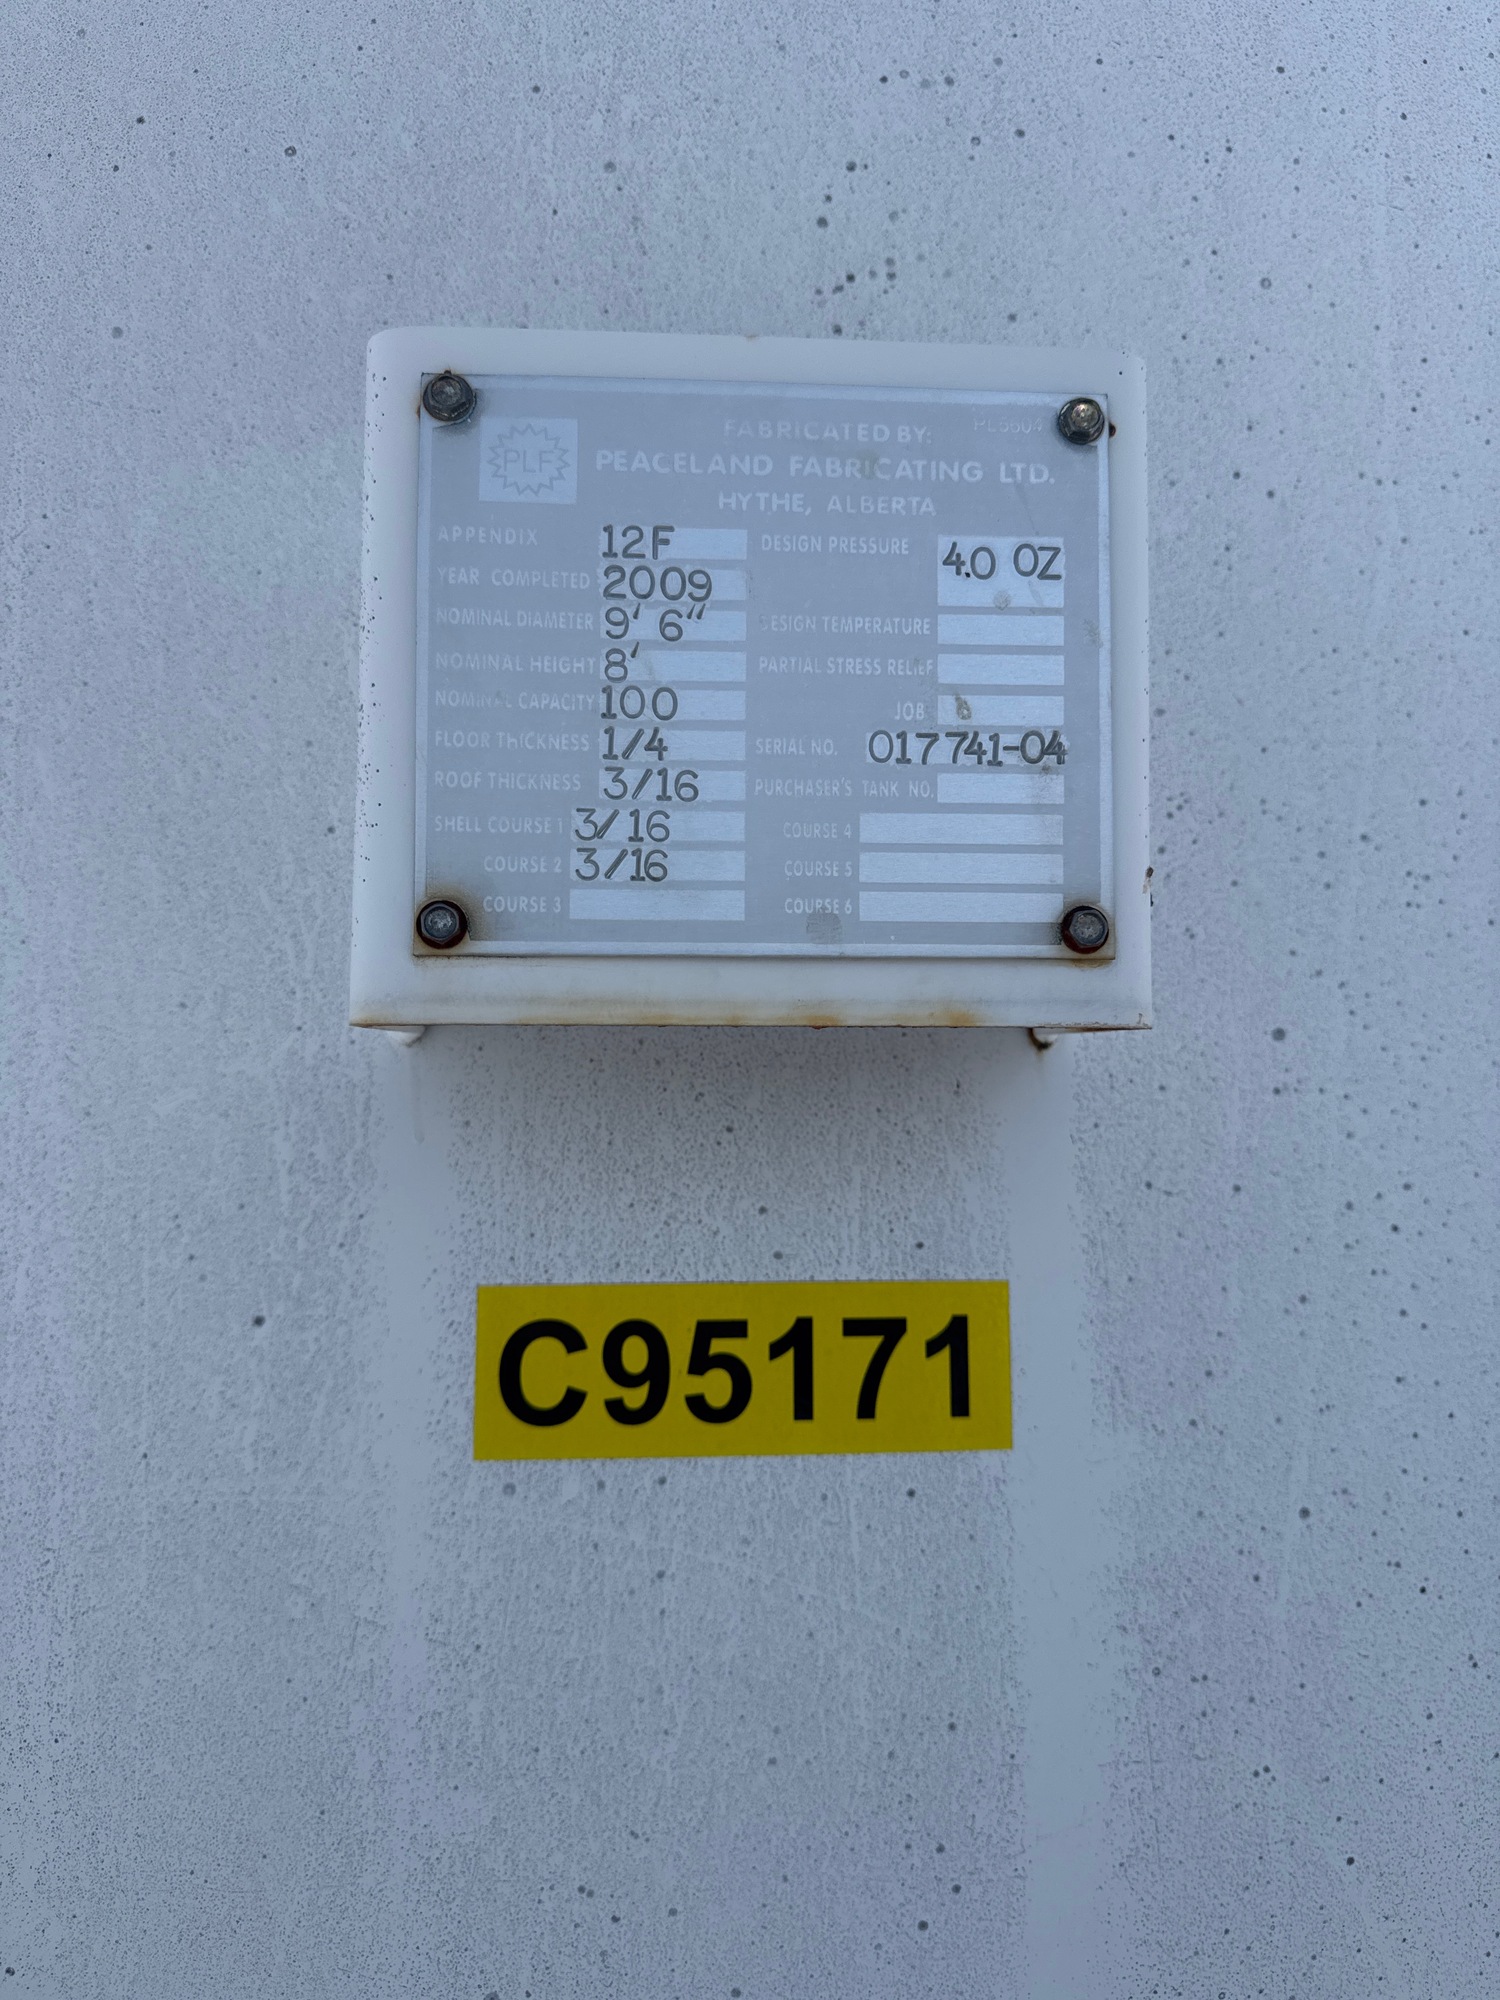 FABRICATED BY:
PLF
PEACELAND FABRICATING LTD.
HYTHE, ALBERTA
APPENDIX 12F DESIGN PRESSURE 4.0 OZ
YEAR COMPLETED 2009
NOMINAL DIAMETER 9' 6" DESIGN TEMPERATURE
NOMINAL HEIGHT 8' PARTIAL STRESS RELIEF
NOMINAL CAPACITY 100 JOB
FLOOR THICKNESS 1/4 SERIAL NO. 017741-04
ROOF THICKNESS 3/16 PURCHASER'S TANK NO.
SHELL COURSE 1 3/16 COURSE 4
COURSE 2 3/16 COURSE 5
COURSE 3 COURSE 6
C95171